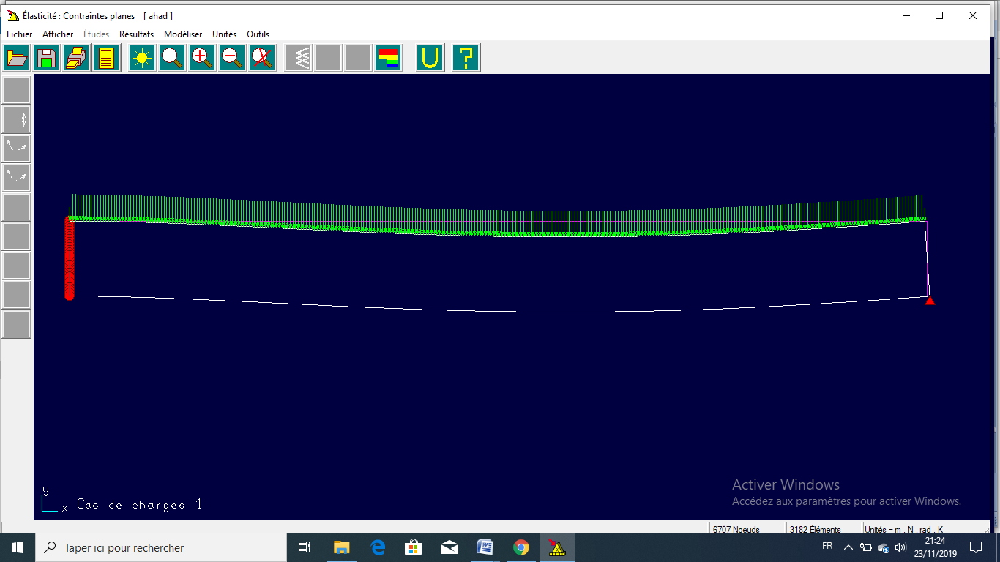 Élasticité : Contraintes planes [ ahad ]
Fichier Afficher Études Résultats Modéliser Unités Outils
y
x Cas de charges 1
Activer Windows
Accédez aux paramètres pour activer Windows.
6707 Noeuds 3182 Éléments Unités = m , N , rad , K
Taper ici pour rechercher
FR
21:24
23/11/2019